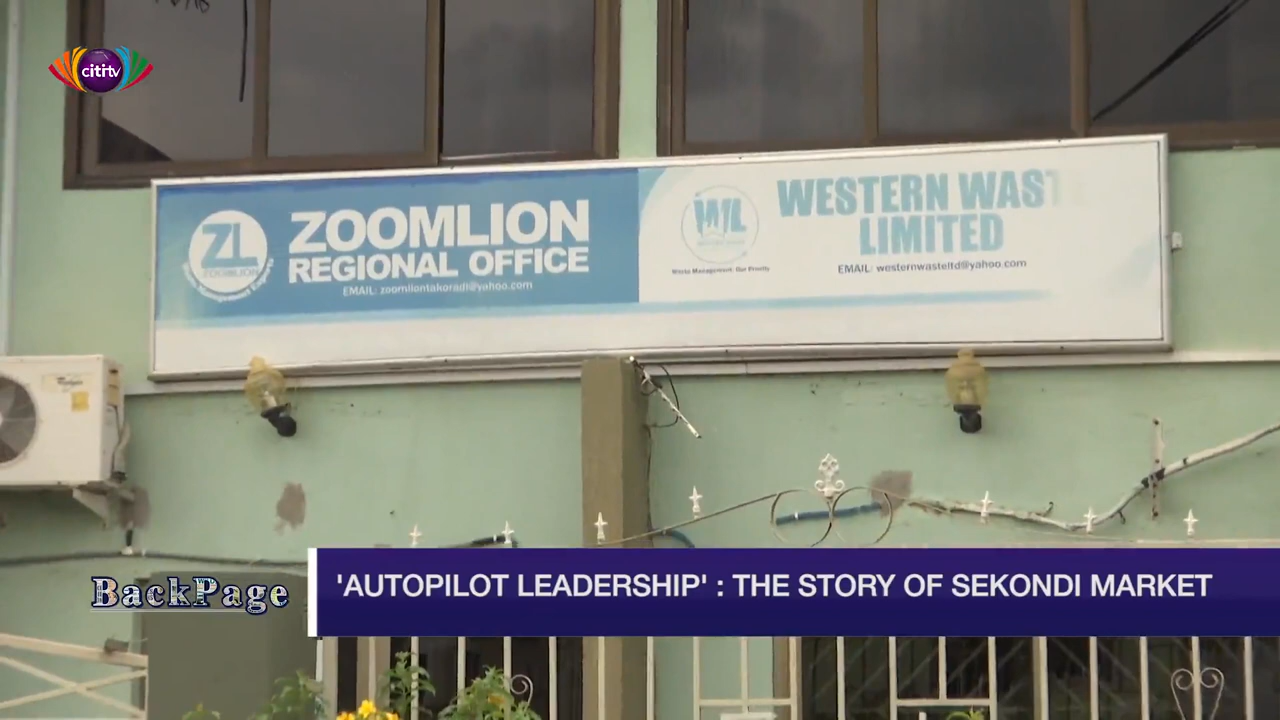 citi tv
ZL
ZOOMLION
ZOOMLION
REGIONAL OFFICE
EMAIL: zoomliontakoradi@yahoo.com
WL
Waste Management, Our Priority
WESTERN WAST
LIMITED
EMAIL: westernwasteltd@yahoo.com
BackPage
'AUTOPILOT LEADERSHIP' : THE STORY OF SEKONDI MARKET